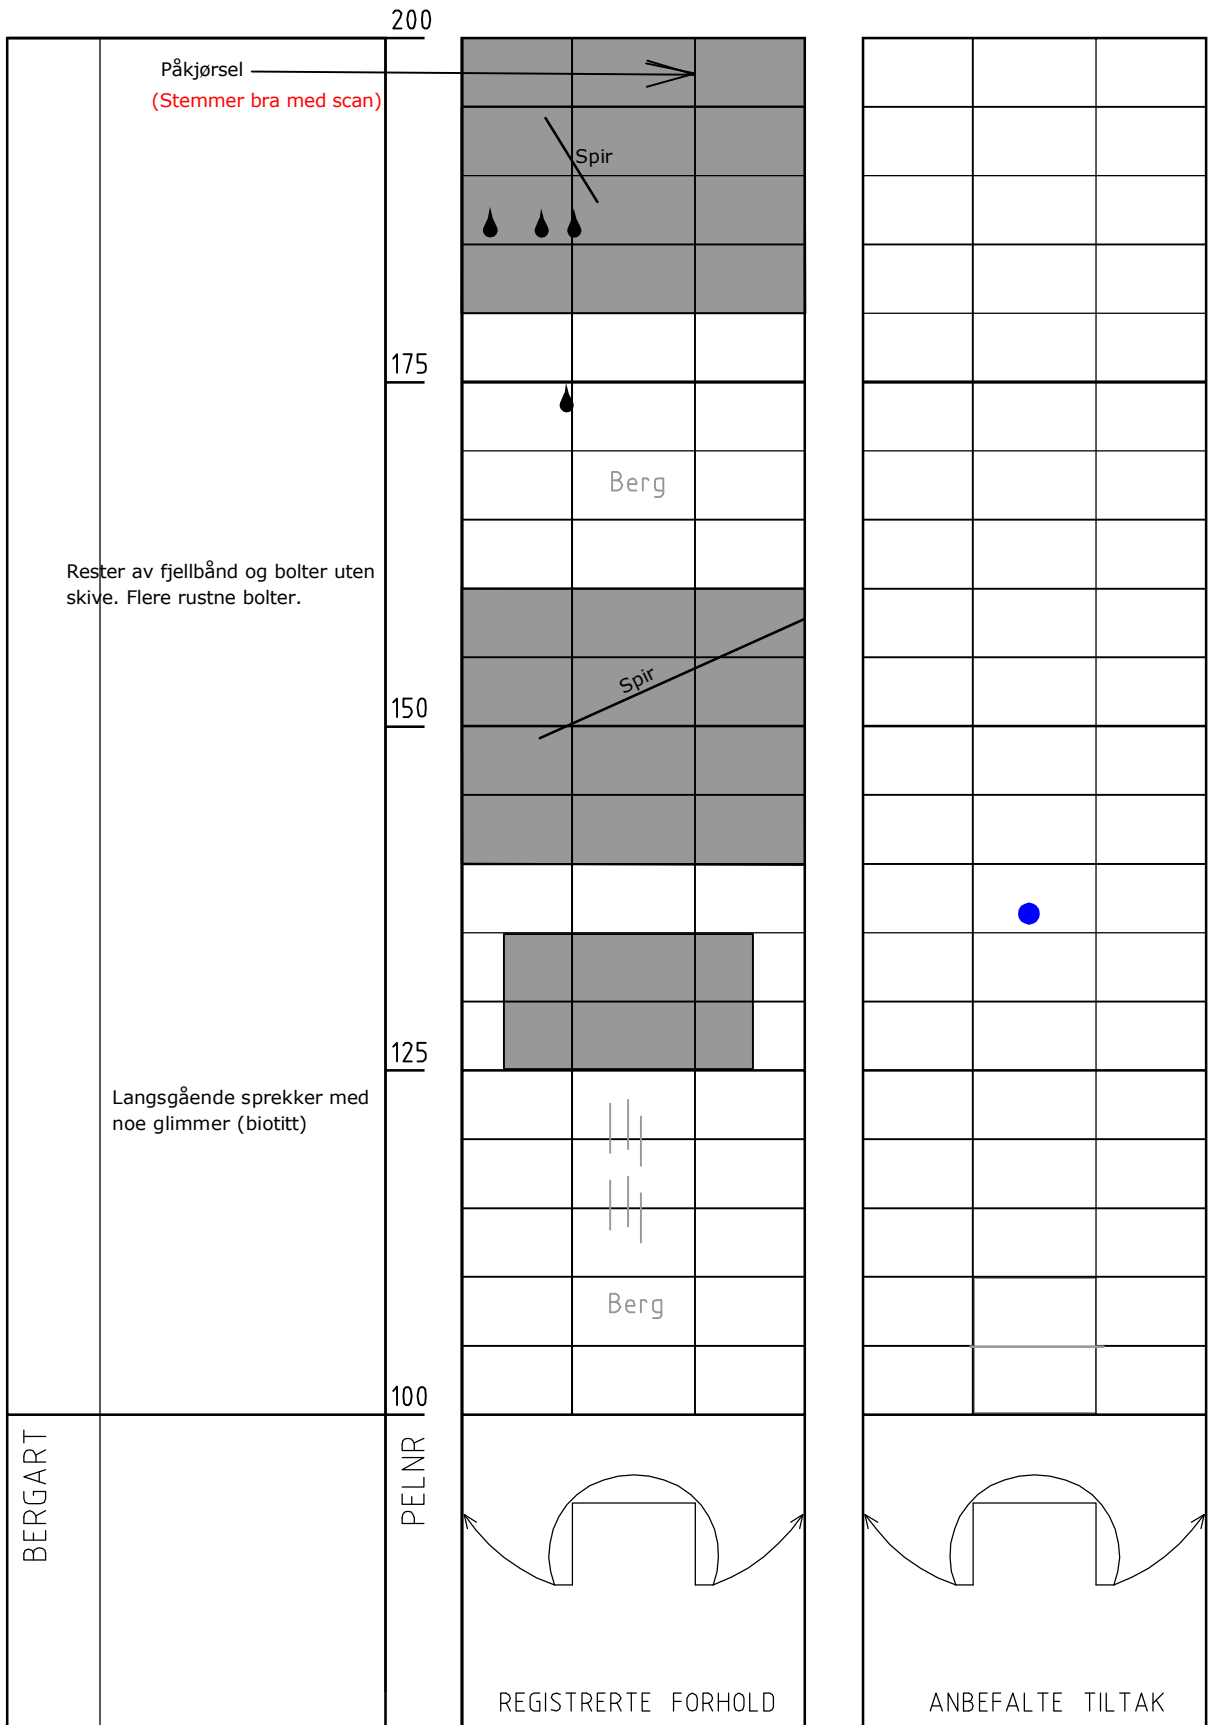 200
Påkjørsel
(Stemmer bra med scan)
Spir
175
Berg
Rester av fjellbånd og bolter uten
skive. Flere rustne bolter.
Spir
150
125
Langsgående sprekker med
noe glimmer (biotitt)
Berg
100
BERGART
PELNR
REGISTRERTE FORHOLD
ANBEFALTE TILTAK